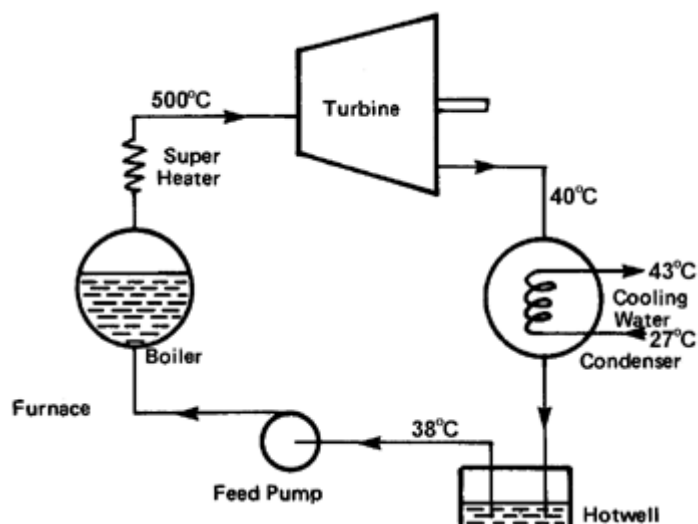 500°C
Turbine
Super
Heater
40°C
43°C
Cooling
Water
27°C
Condenser
Boiler
Furnace
38°C
Feed Pump
Hotwell